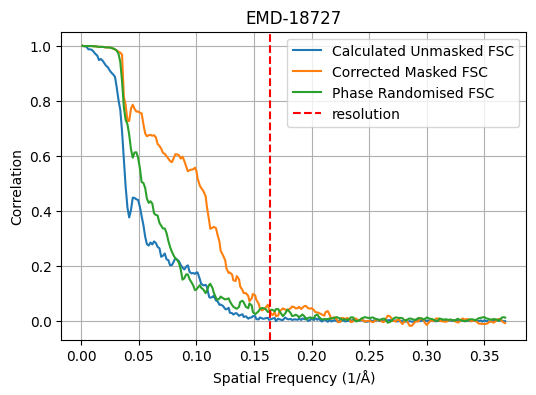 EMD-18727
Calculated Unmasked FSC
Corrected Masked FSC
Phase Randomised FSC
resolution
Correlation
1.0
0.8
0.6
0.4
0.2
0.0
0.00 0.05 0.10 0.15 0.20 0.25 0.30 0.35
Spatial Frequency (1/Å)